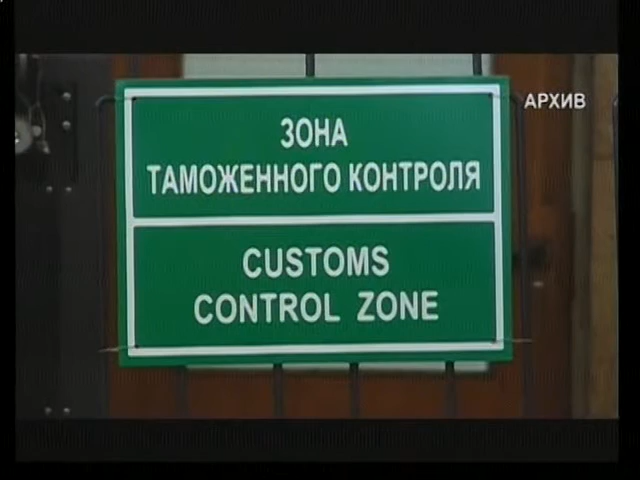 АРХИВ
ЗОНА
ТАМОЖЕННОГО КОНТРОЛЯ
CUSTOMS
CONTROL ZONE